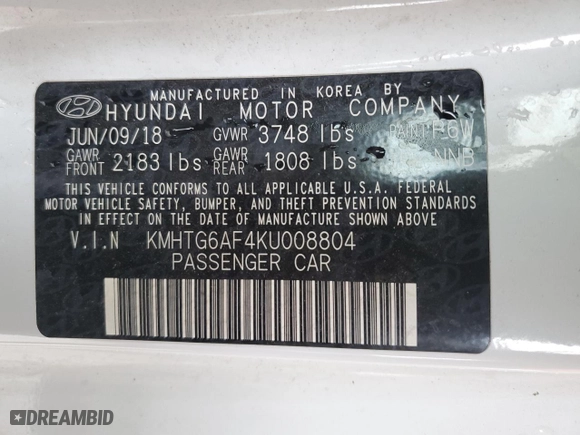 MANUFACTURED IN KOREA BY
HYUNDAI MOTOR COMPANY
JUN/09/18 GVWR 3748 lbs PAINT
GAWR FRONT 2183 lbs GAWR REAR 1808 lbs NNB
THIS VEHICLE CONFORMS TO ALL APPLICABLE U.S.A. FEDERAL
MOTOR VEHICLE SAFETY, BUMPER, AND THEFT PREVENTION STANDARDS
IN EFFECT ON THE DATE OF MANUFACTURE SHOWN ABOVE.
V.I.N KMHTG6AF4KU008804
PASSENGER CAR
DREAMBID